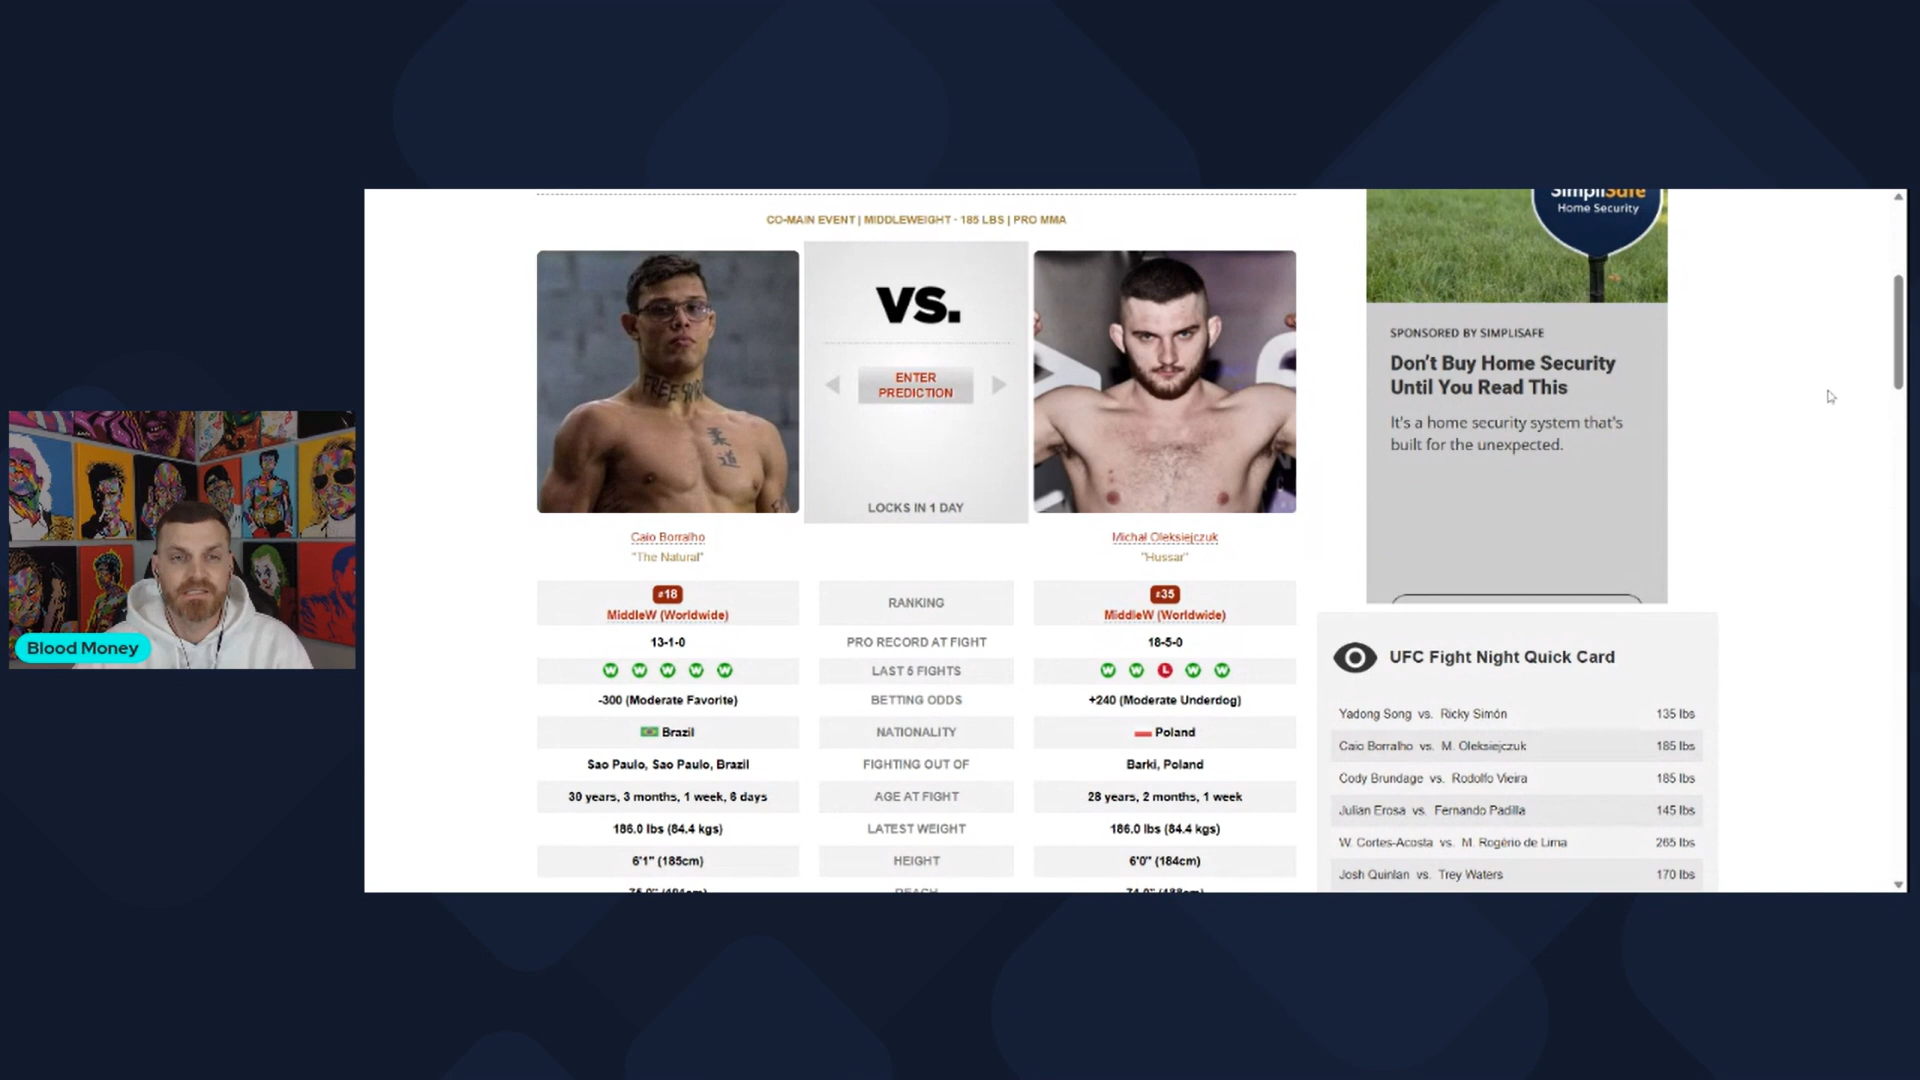 CO-MAIN EVENT | MIDDLEWEIGHT · 185 LBS | PRO MMA
VS.
ENTER
PREDICTION
LOCKS IN 1 DAY
FREE
柔
道
Caio Borralho
Michał Oleksiejczuk
"The Natural"
"Hussar"
#18
MiddleW (Worldwide)
RANKING
#35
MiddleW (Worldwide)
13-1-0
PRO RECORD AT FIGHT
18-5-0
W W W W W
LAST 5 FIGHTS
W W L W W
-300 (Moderate Favorite)
BETTING ODDS
+240 (Moderate Underdog)
Brazil
NATIONALITY
Poland
Sao Paulo, Sao Paulo, Brazil
FIGHTING OUT OF
Barki, Poland
30 years, 3 months, 1 week, 6 days
AGE AT FIGHT
28 years, 2 months, 1 week
186.0 lbs (84.4 kgs)
LATEST WEIGHT
186.0 lbs (84.4 kgs)
6'1" (185cm)
HEIGHT
6'0" (184cm)
REACH
SimpliSafe
Home Security
SPONSORED BY SIMPLISAFE
Don't Buy Home Security
Until You Read This
It's a home security system that's
built for the unexpected.
UFC Fight Night Quick Card
Yadong Song vs. Ricky Simón 135 lbs
Caio Borralho vs. M. Oleksiejczuk 185 lbs
Cody Brundage vs. Rodolfo Vieira 185 lbs
Julian Erosa vs. Fernando Padilla 145 lbs
W. Cortes-Acosta vs. M. Rogério de Lima 265 lbs
Josh Quinlan vs. Trey Waters 170 lbs
Blood Money